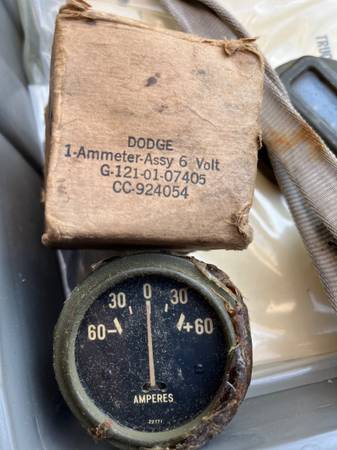 DODGE
1-Ammeter-Assy 6 Volt
G-121-01-07405
CC-924054
30 0 30
60- +60
AMPERES